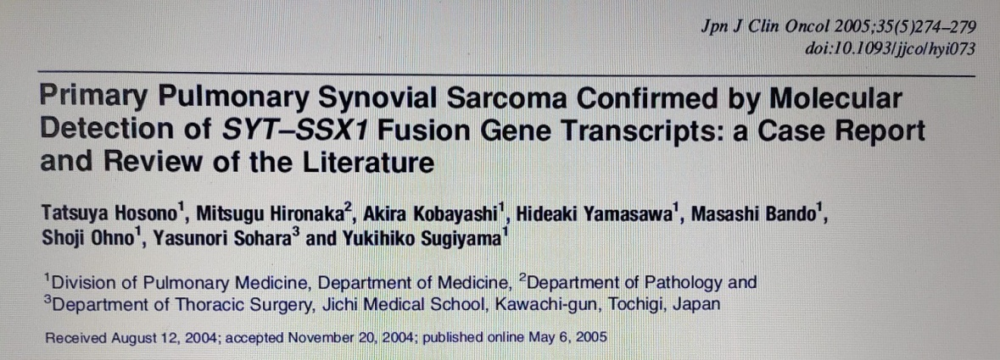 Jpn J Clin Oncol 2005;35(5)274–279
doi:10.1093/jjco/hyi073
Primary Pulmonary Synovial Sarcoma Confirmed by Molecular
Detection of SYT–SSX1 Fusion Gene Transcripts: a Case Report
and Review of the Literature
Tatsuya Hosono¹, Mitsugu Hironaka², Akira Kobayashi¹, Hideaki Yamasawa¹, Masashi Bando¹,
Shoji Ohno¹, Yasunori Sohara³ and Yukihiko Sugiyama¹
¹Division of Pulmonary Medicine, Department of Medicine, ²Department of Pathology and
³Department of Thoracic Surgery, Jichi Medical School, Kawachi-gun, Tochigi, Japan
Received August 12, 2004; accepted November 20, 2004; published online May 6, 2005